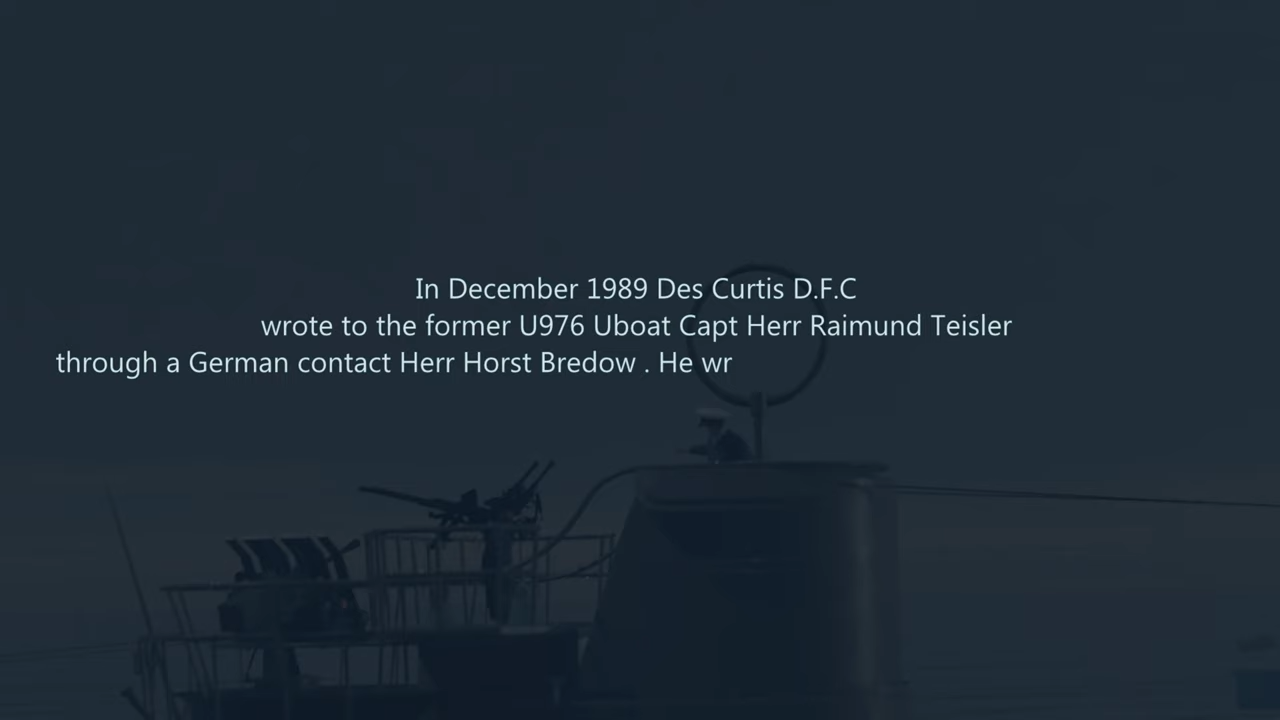 In December 1989 Des Curtis D.F.C
wrote to the former U976 Uboat Capt Herr Raimund Teisler
through a German contact Herr Horst Bredow . He wr